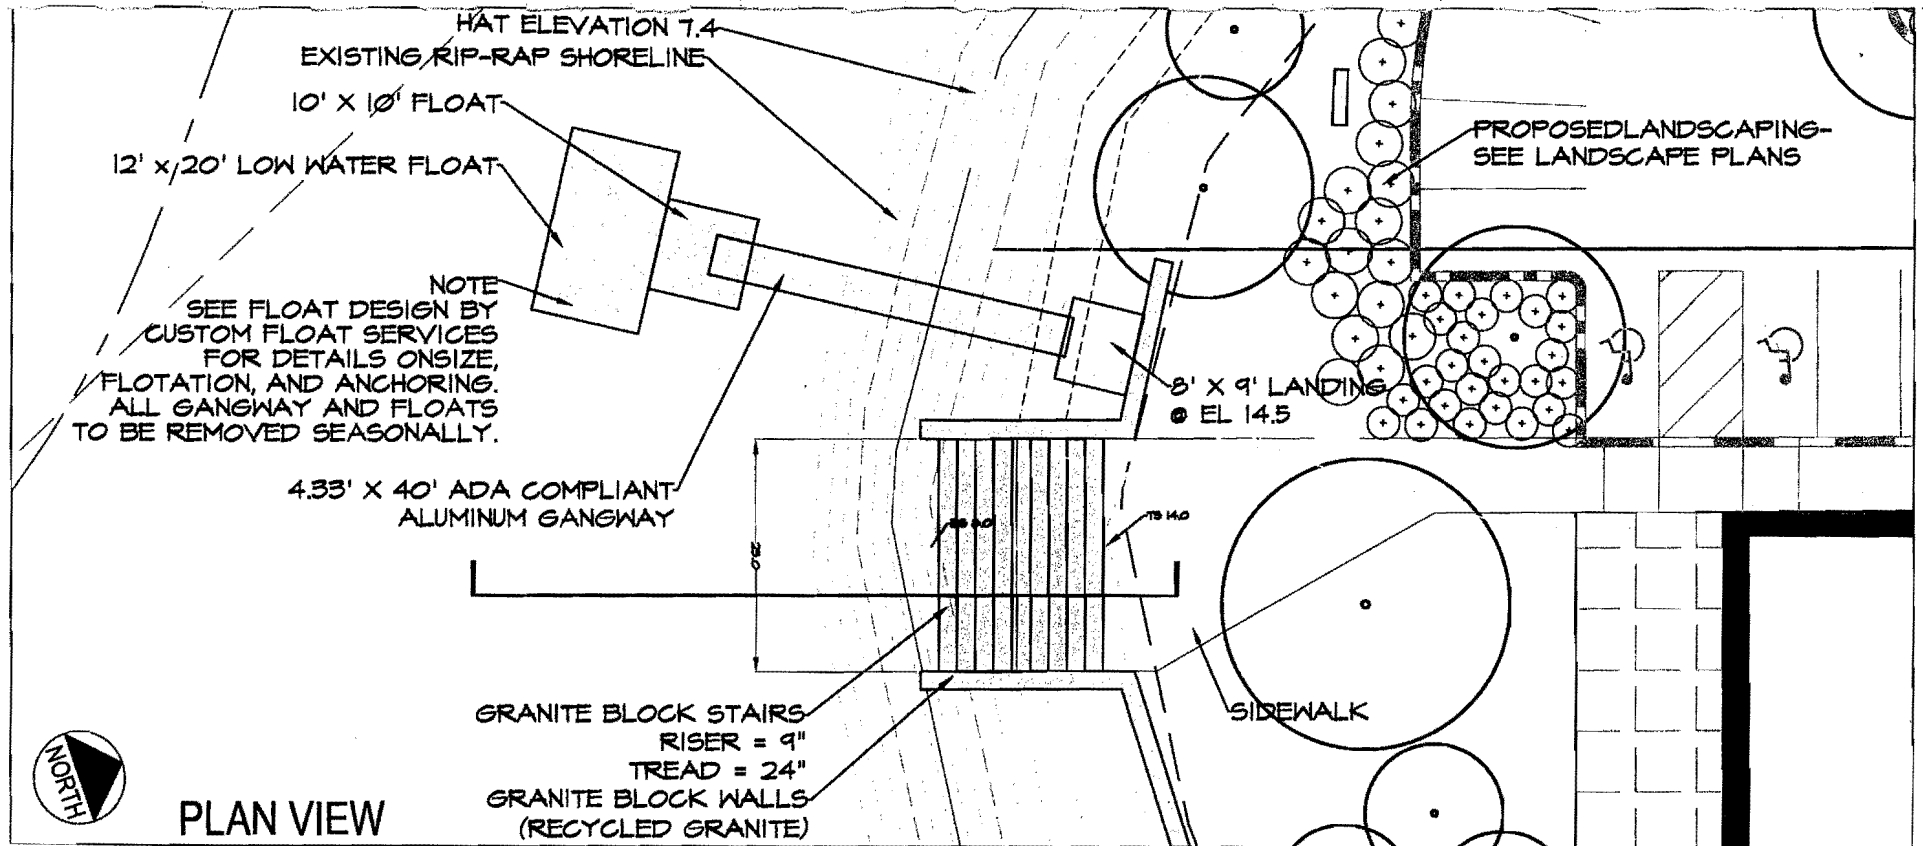 HAT ELEVATION 7.4
EXISTING RIP-RAP SHORELINE
10' X 10' FLOAT
12' x 20' LOW WATER FLOAT
NOTE
SEE FLOAT DESIGN BY
CUSTOM FLOAT SERVICES
FOR DETAILS ONSIZE,
FLOTATION, AND ANCHORING.
ALL GANGWAY AND FLOATS
TO BE REMOVED SEASONALLY.
4.33' X 40' ADA COMPLIANT
ALUMINUM GANGWAY
PROPOSEDLANDSCAPING-
SEE LANDSCAPE PLANS
8' X 9' LANDING
@ EL 14.5
TS 14.0
SIDEWALK
GRANITE BLOCK STAIRS
RISER = 9"
TREAD = 24"
GRANITE BLOCK WALLS
(RECYCLED GRANITE)
NORTH
PLAN VIEW